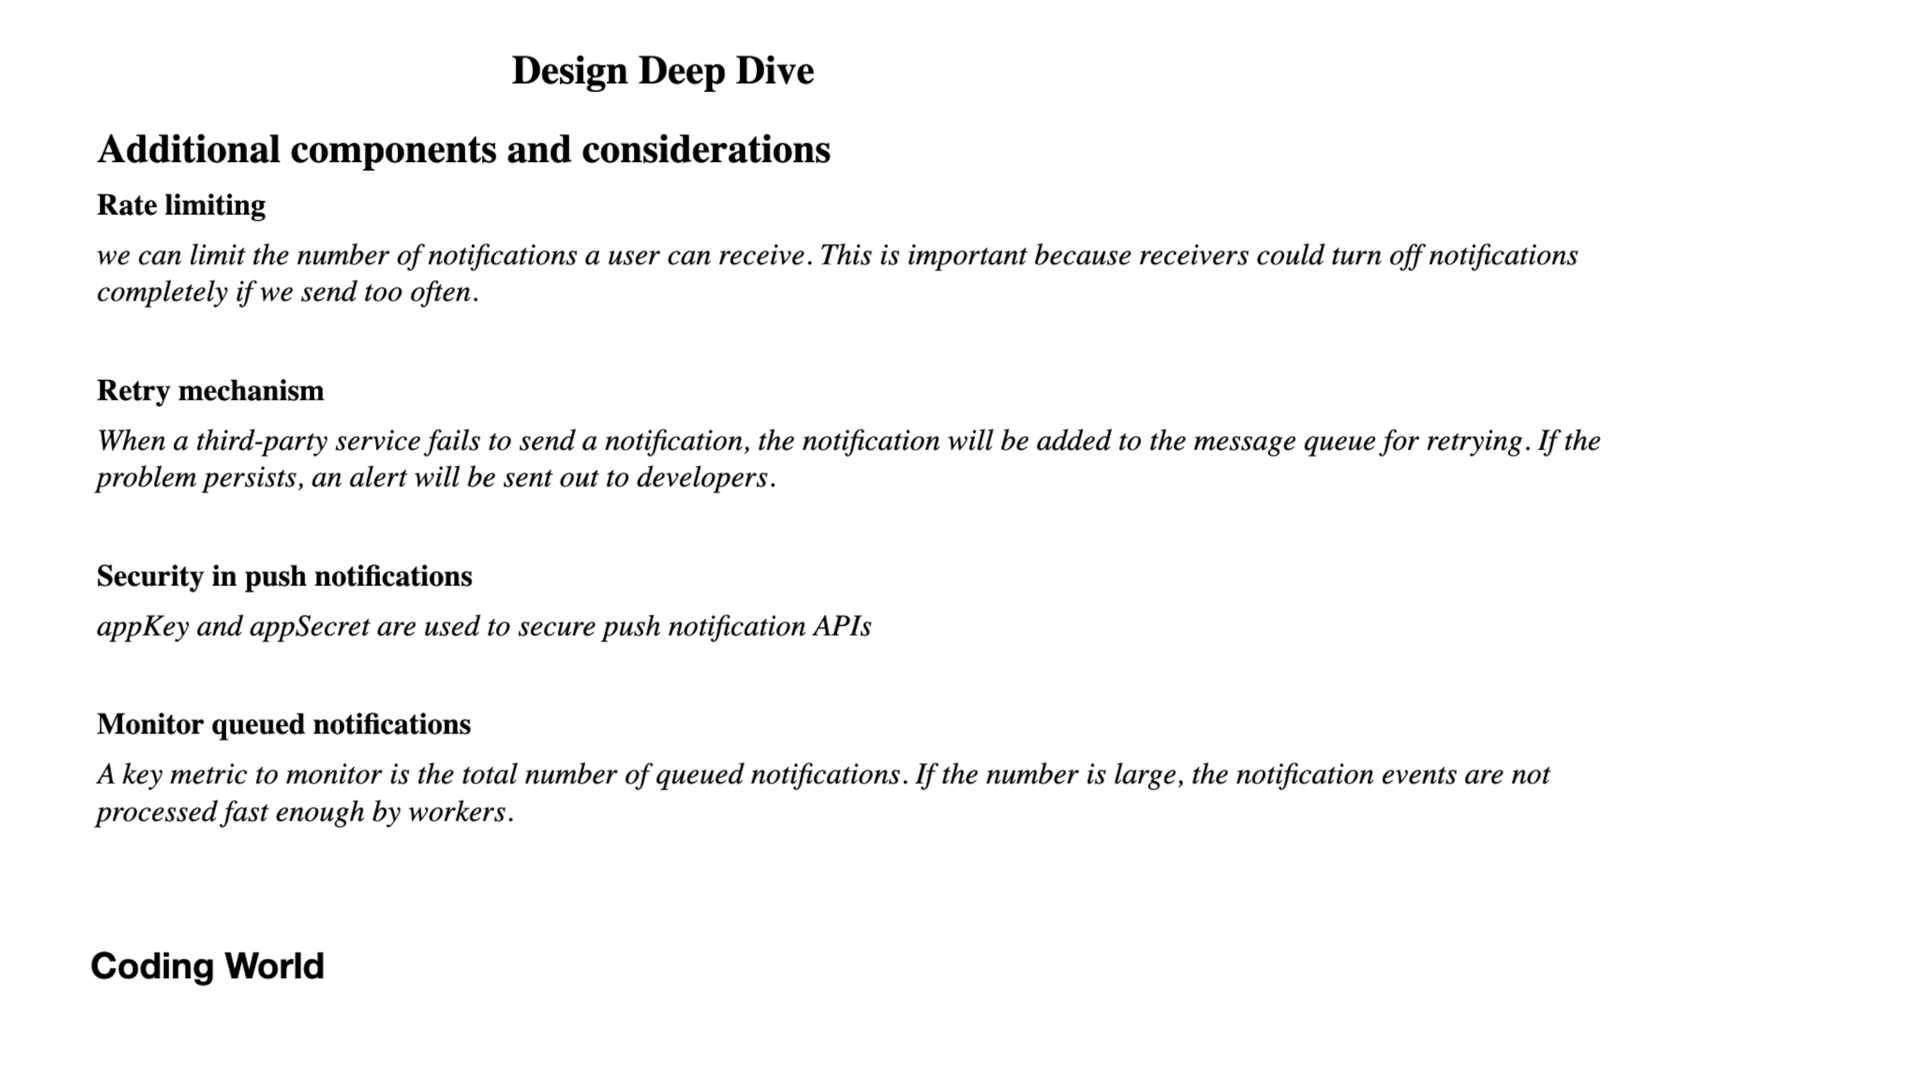 Design Deep Dive
Additional components and considerations
Rate limiting
we can limit the number of notifications a user can receive. This is important because receivers could turn off notifications
completely if we send too often.
Retry mechanism
When a third-party service fails to send a notification, the notification will be added to the message queue for retrying. If the
problem persists, an alert will be sent out to developers.
Security in push notifications
appKey and appSecret are used to secure push notification APIs
Monitor queued notifications
A key metric to monitor is the total number of queued notifications. If the number is large, the notification events are not
processed fast enough by workers.
Coding World